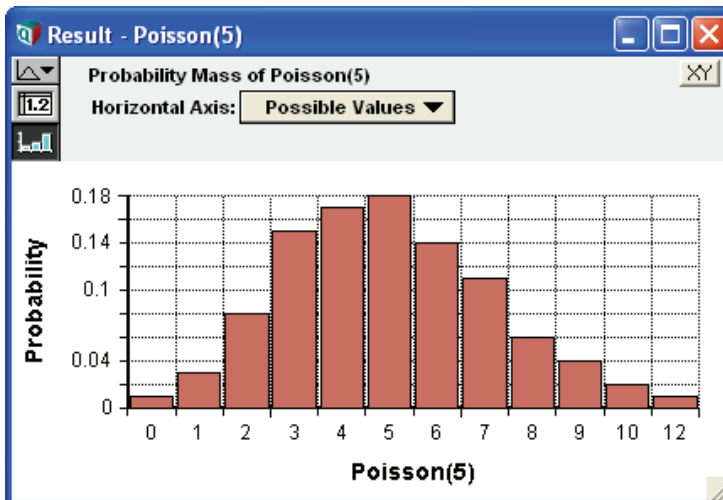 Result - Poisson(5)
Probability Mass of Poisson(5)
XY
1.2
Horizontal Axis: Possible Values
0.18
0.14
0.1
0.04
0
Probability
0 1 2 3 4 5 6 7 8 9 10 12
Poisson(5)